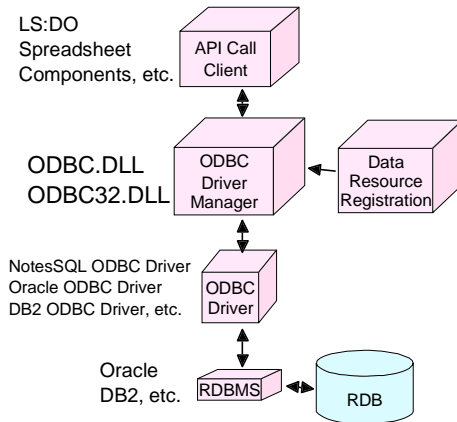 LS:DO
Spreadsheet
Components, etc.
API Call
Client
ODBC.DLL
ODBC32.DLL
ODBC
Driver
Manager
Data
Resource
Registration
NotesSQL ODBC Driver
Oracle ODBC Driver
DB2 ODBC Driver, etc.
ODBC
Driver
Oracle
DB2, etc.
RDBMS
RDB